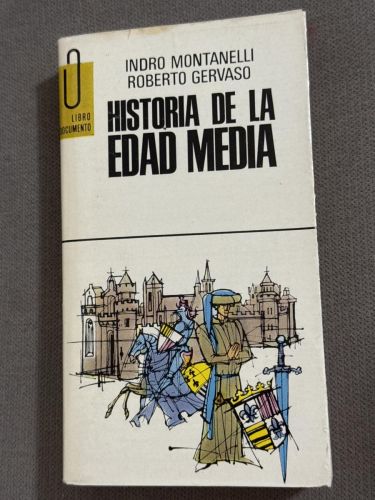 INDRO MONTANELLI
ROBERTO GERVASO
HISTORIA DE LA
EDAD MEDIA
LIBRO
DOCUMENTO